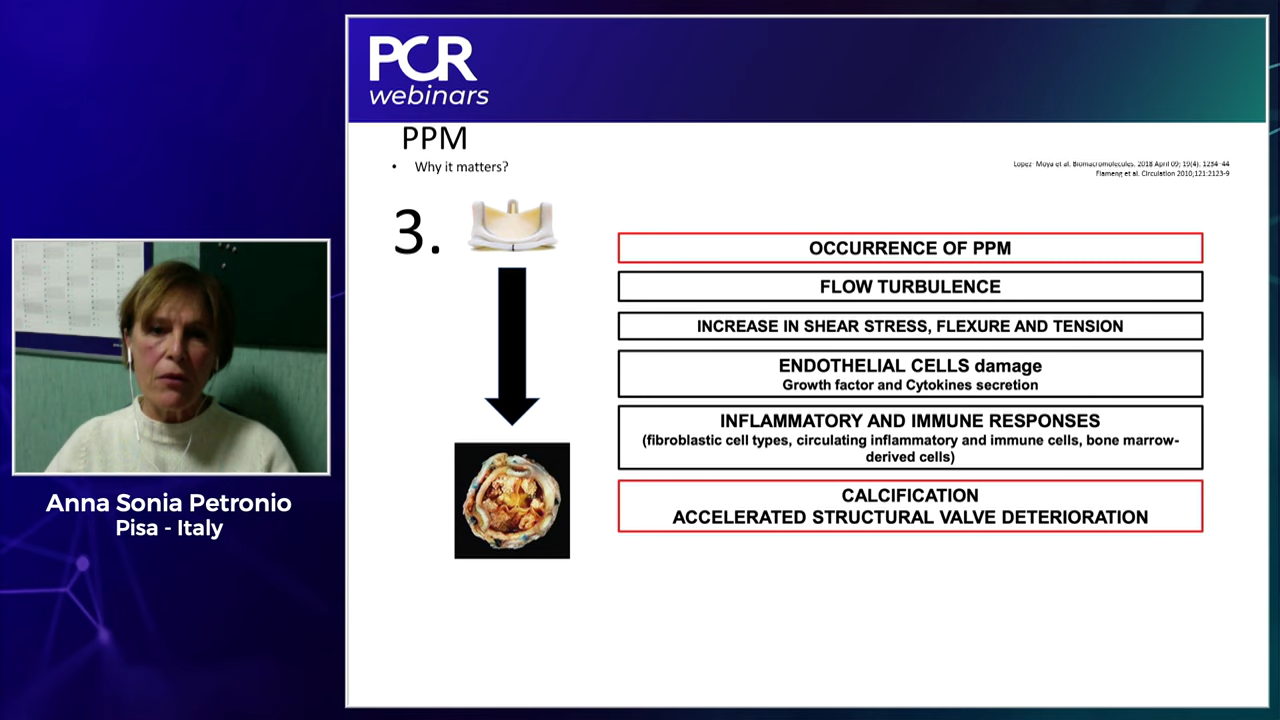 PCR
webinars
PPM
• Why it matters?
Lopez- Moya et al. Biomacromolecules. 2018 April 09; 19(4). 1234-44
Flameng et al. Circulation 2010;121:2123-9
3.
OCCURRENCE OF PPM
FLOW TURBULENCE
INCREASE IN SHEAR STRESS, FLEXURE AND TENSION
ENDOTHELIAL CELLS damage
Growth factor and Cytokines secretion
INFLAMMATORY AND IMMUNE RESPONSES
(fibroblastic cell types, circulating inflammatory and immune cells, bone marrow-
derived cells)
CALCIFICATION
ACCELERATED STRUCTURAL VALVE DETERIORATION
Anna Sonia Petronio
Pisa - Italy